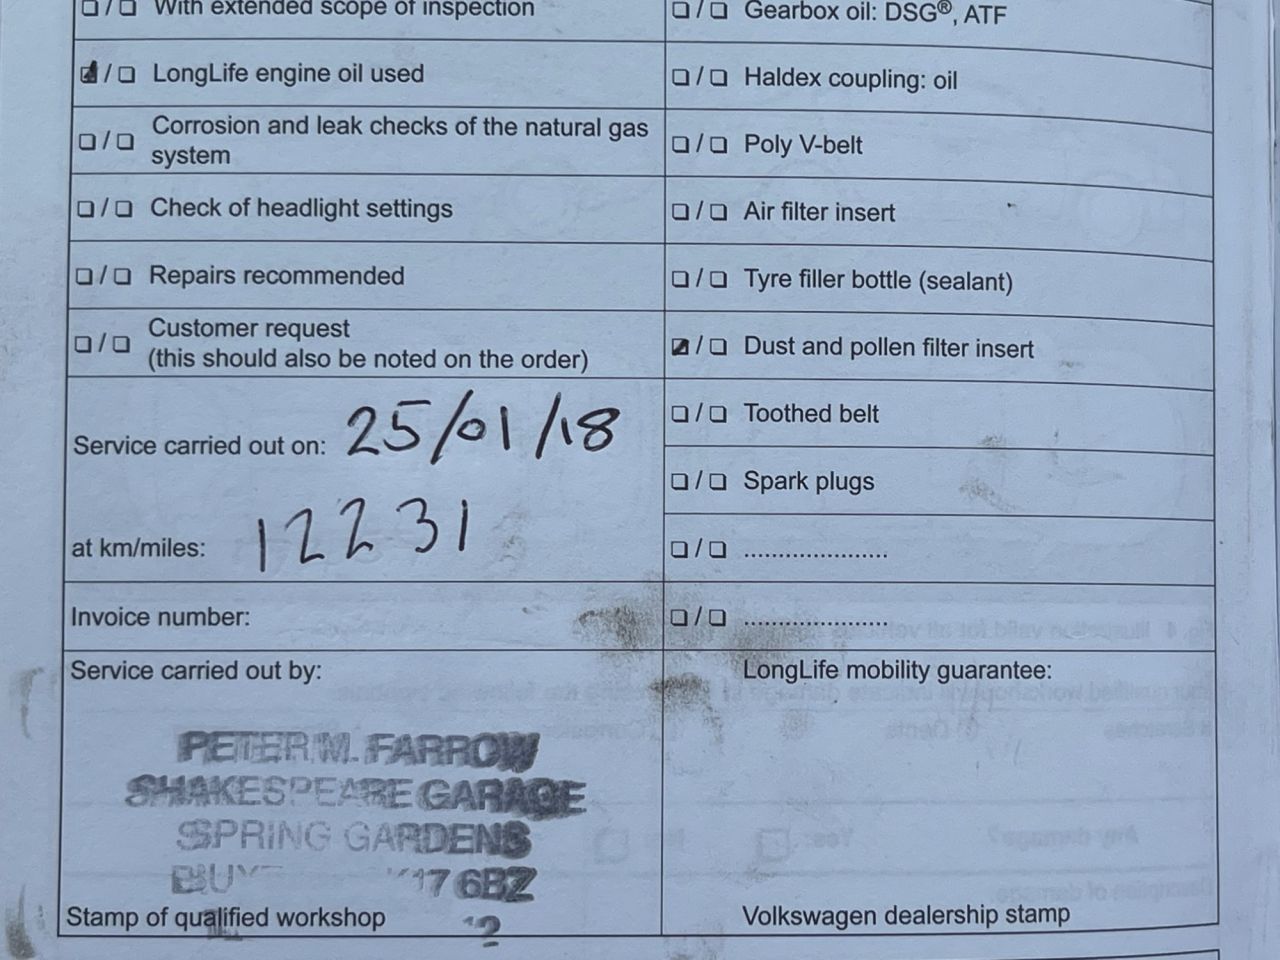 With extended scope of inspection
Gearbox oil: DSG®, ATF
LongLife engine oil used
Haldex coupling: oil
Corrosion and leak checks of the natural gas
system
Poly V-belt
Check of headlight settings
Air filter insert
Repairs recommended
Tyre filler bottle (sealant)
Customer request
(this should also be noted on the order)
Dust and pollen filter insert
Service carried out on: 25/01/18
Toothed belt
Spark plugs
at km/miles: 12231
Invoice number:
Service carried out by:
LongLife mobility guarantee:
PETER M. FARROW
SHAKESPEARE GARAGE
SPRING GARDENS
17 6BZ
Stamp of qualified workshop
Volkswagen dealership stamp